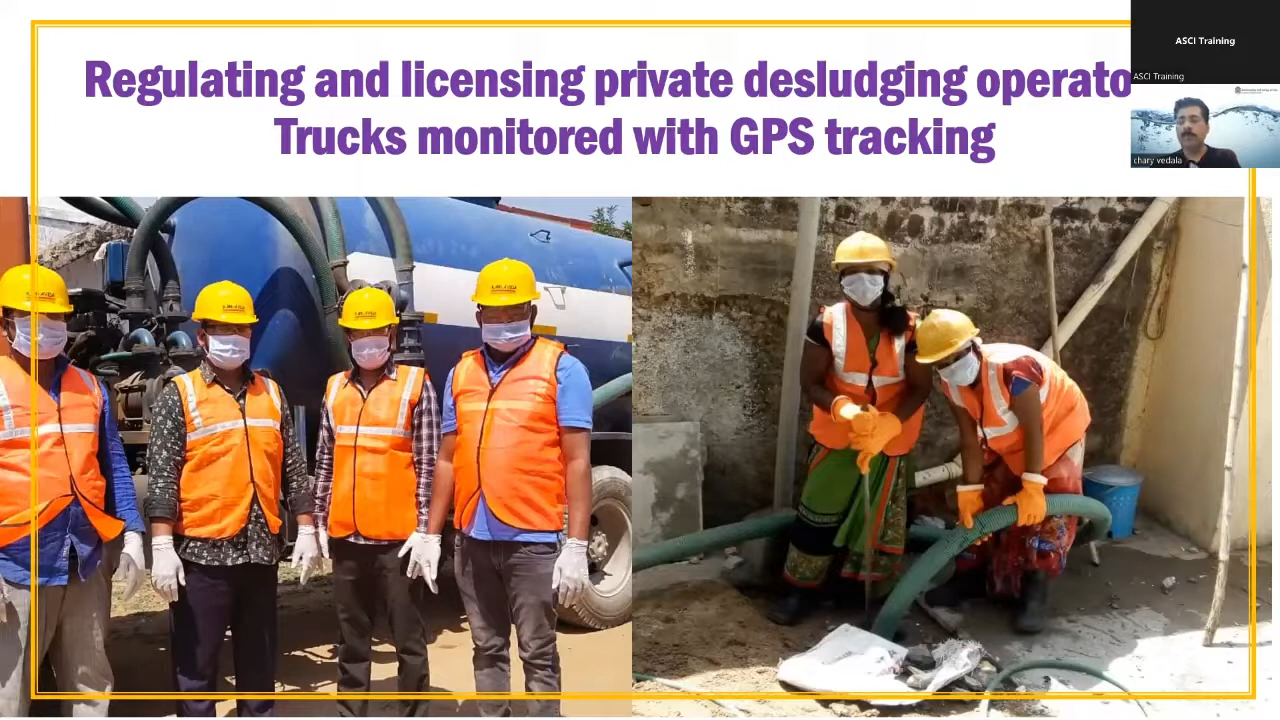 Regulating and licensing private desludging operato
Trucks monitored with GPS tracking
ASCI Training
ASCI Training
chary vedala